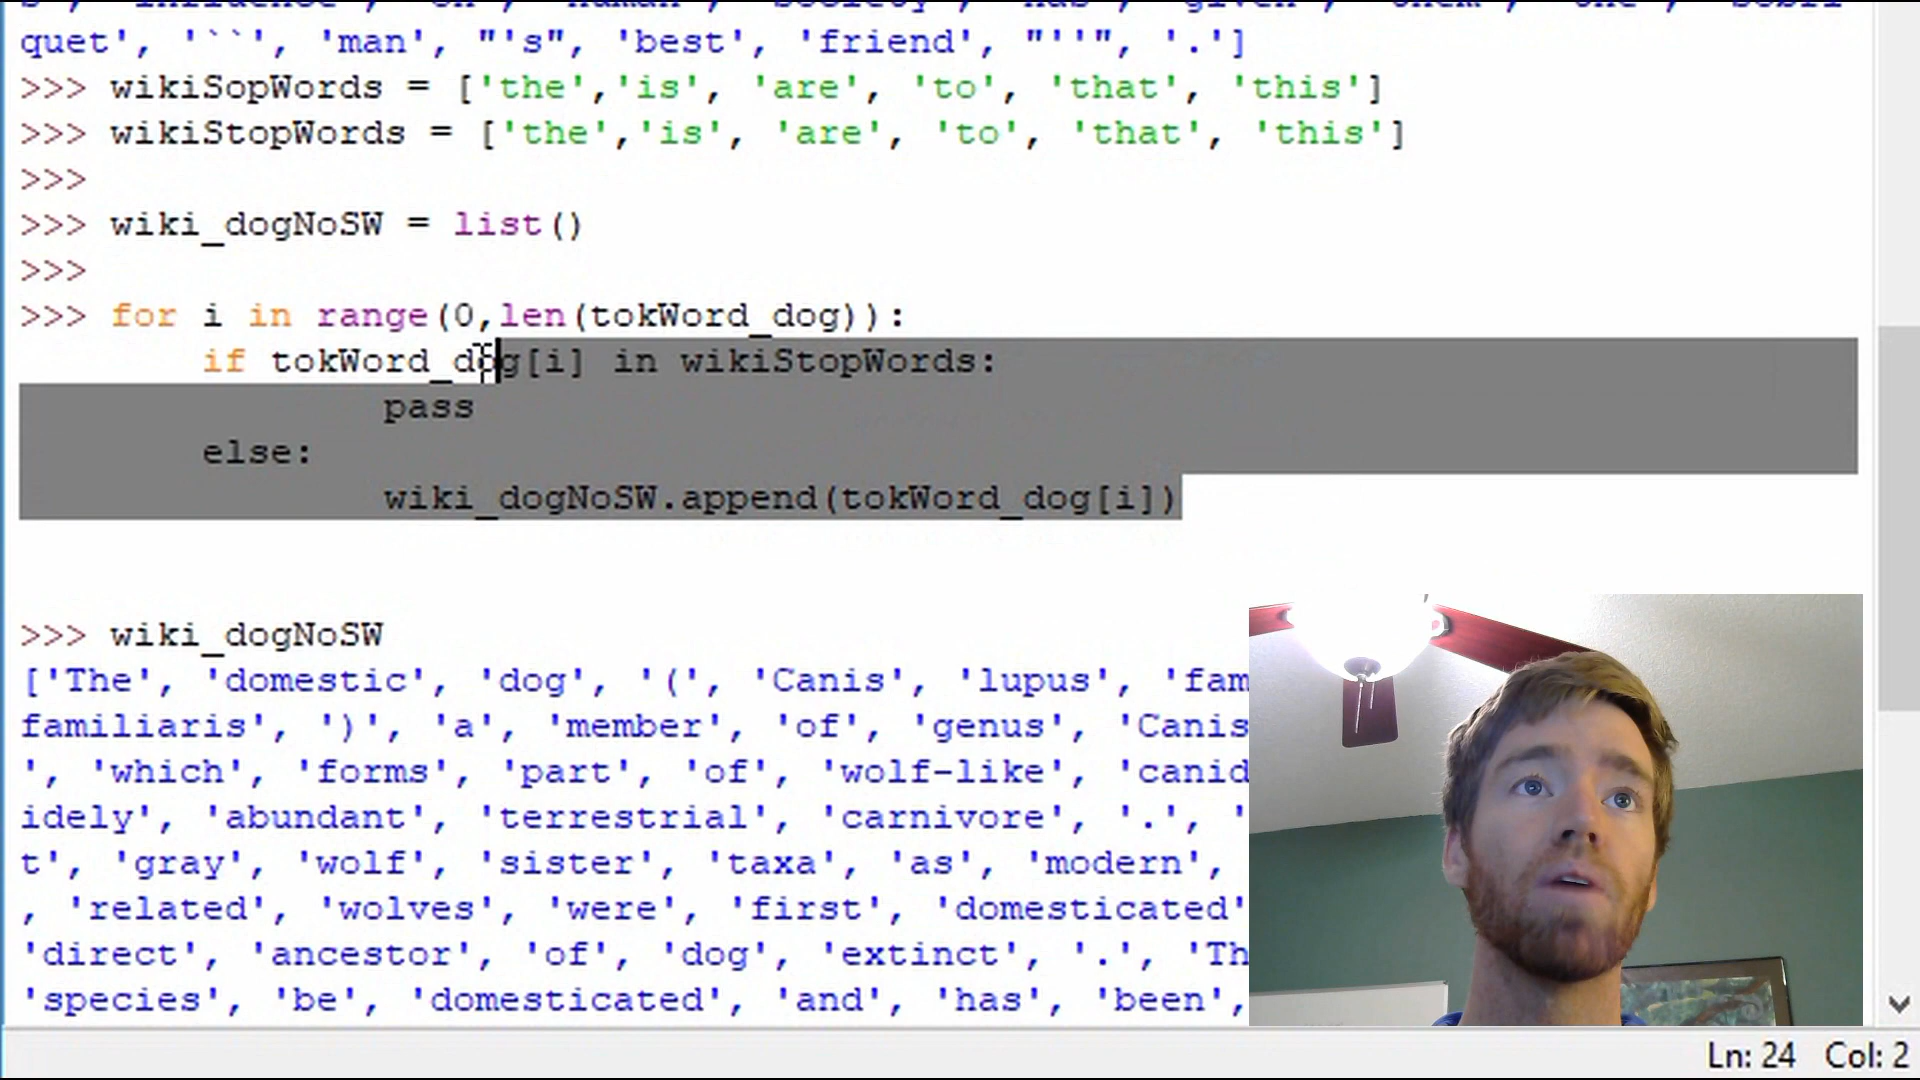 quet', '``', 'man', "'s", 'best', 'friend', "''", '.']
>>> wikiSopWords = ['the','is', 'are', 'to', 'that', 'this']
>>> wikiStopWords = ['the','is', 'are', 'to', 'that', 'this']
>>>
>>> wiki_dogNoSW = list()
>>>
>>> for i in range(0,len(tokWord_dog)):
if tokWord_dog[i] in wikiStopWords:
pass
else:
wiki_dogNoSW.append(tokWord_dog[i])
>>> wiki_dogNoSW
['The', 'domestic', 'dog', '(', 'Canis', 'lupus', 'fam
familiaris', ')', 'a', 'member', 'of', 'genus', 'Canis
', 'which', 'forms', 'part', 'of', 'wolf-like', 'canid
idely', 'abundant', 'terrestrial', 'carnivore', '.', '
t', 'gray', 'wolf', 'sister', 'taxa', 'as', 'modern',
, 'related', 'wolves', 'were', 'first', 'domesticated'
'direct', 'ancestor', 'of', 'dog', 'extinct', '.', 'Th
'species', 'be', 'domesticated', 'and', 'has', 'been',
Ln: 24 Col: 2